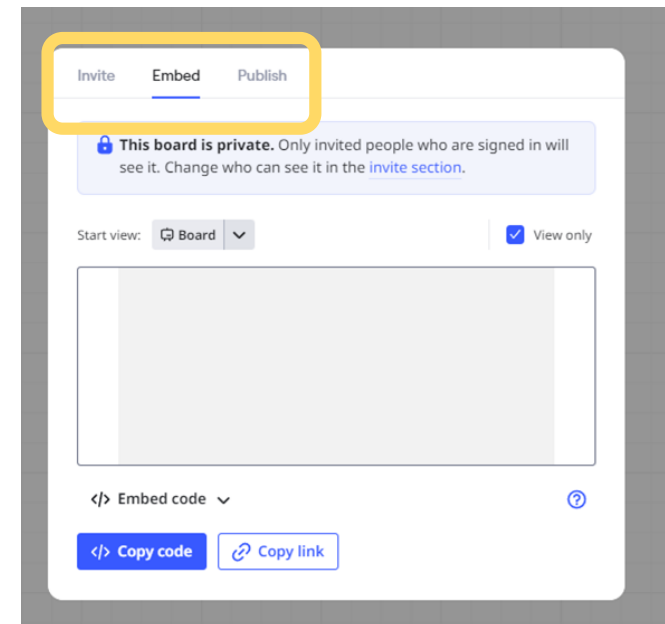 Invite Embed Publish
This board is private. Only invited people who are signed in will
see it. Change who can see it in the invite section.
Start view: Board View only
</> Embed code
</> Copy code Copy link